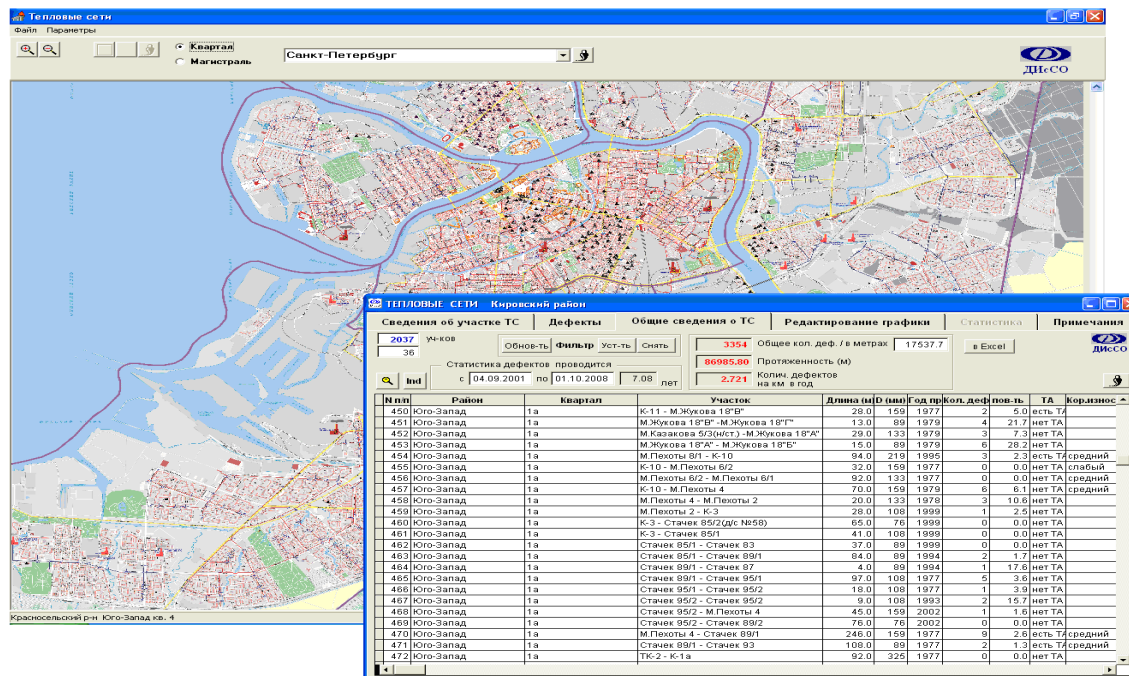 Тепловые сети
Файл Параметры
Квартал
Магистраль
Санкт-Петербург
ДИсСО
ТЕПЛОВЫЕ СЕТИ Кировский район
Сведения об участке ТС Дефекты Общие сведения о ТС Редактирование графики Статистика Примечания
2037 уч-ков
36
Обнов-ть Фильтр Уст-ть Снять
3354 Общее кол. деф. / в метрах 17537.7 в Excel
86985.80 Протяженность (м)
2.721 Колич. дефектов на км в год
ДИсСО
Статистика дефектов проводится
Ind с 04.09.2001 по 01.10.2008 7.08 лет
N п/п Район Квартал Участок Длина (м D (мм) Год пр Кол. деф пов-ть ТА Кор.износ
450 Юго-Запад 1а К-11 - М.Жукова 18"В" 28.0 159 1977 2 5.0 есть ТА
451 Юго-Запад 1а М.Жукова 18"В" -М.Жукова 18"Г" 13.0 89 1979 4 21.7 нет ТА
452 Юго-Запад 1а М.Казакова 5/3(н/ст.) -М.Жукова 18"А" 29.0 133 1979 3 7.3 нет ТА
453 Юго-Запад 1а М.Жукова 18"А" - М.Жукова 18"Б" 15.0 89 1979 6 28.2 нет ТА
454 Юго-Запад 1а М.Пехоты 8/1 - К-10 94.0 219 1995 3 2.3 есть ТА средний
455 Юго-Запад 1а К-10 - М.Пехоты 6/2 32.0 159 1977 0 0.0 нет ТА слабый
456 Юго-Запад 1а М.Пехоты 6/2 - М.Пехоты 6/1 92.0 133 1977 0 0.0 нет ТА средний
457 Юго-Запад 1а К-10 - М.Пехоты 4 70.0 159 1979 6 6.1 нет ТА средний
458 Юго-Запад 1а М.Пехоты 4 - М.Пехоты 2 20.0 133 1978 3 10.6 нет ТА
459 Юго-Запад 1а М.Пехоты 2 - К-3 28.0 108 1999 1 2.5 нет ТА
460 Юго-Запад 1а К-3 - Стачек 85/2(д/с №58) 65.0 76 1999 0 0.0 нет ТА
461 Юго-Запад 1а К-3 - Стачек 85/1 41.0 108 1999 0 0.0 нет ТА
462 Юго-Запад 1а Стачек 85/1 - Стачек 83 37.0 89 1999 0 0.0 нет ТА
463 Юго-Запад 1а Стачек 85/1 - Стачек 89/1 84.0 89 1994 2 1.7 нет ТА
464 Юго-Запад 1а Стачек 89/1 - Стачек 87 4.0 89 1994 1 17.6 нет ТА
465 Юго-Запад 1а Стачек 89/1 - Стачек 95/1 97.0 108 1977 5 3.6 нет ТА
466 Юго-Запад 1а Стачек 95/1 - Стачек 95/2 18.0 108 1977 1 3.9 нет ТА
467 Юго-Запад 1а Стачек 95/2 - Стачек 95/2 9.0 108 1993 2 15.7 нет ТА
468 Юго-Запад 1а Стачек 95/2 - М.Пехоты 4 45.0 159 2002 1 1.6 нет ТА
469 Юго-Запад 1а Стачек 95/2 - Стачек 89/2 76.0 76 2002 0 0.0 нет ТА
470 Юго-Запад 1а М.Пехоты 4 - Стачек 89/1 246.0 159 1977 9 2.6 есть ТА средний
471 Юго-Запад 1а Стачек 89/1 - Стачек 93 108.0 89 1977 2 1.3 есть ТА средний
472 Юго-Запад 1а ТК-2 - К-1а 92.0 325 1977 0 0.0 нет ТА
Красносельский р-н Юго-Запад кв. 4